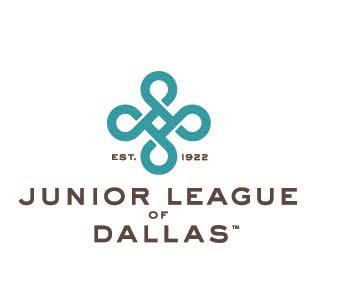 EST. 1922
JUNIOR LEAGUE
OF
DALLAS™